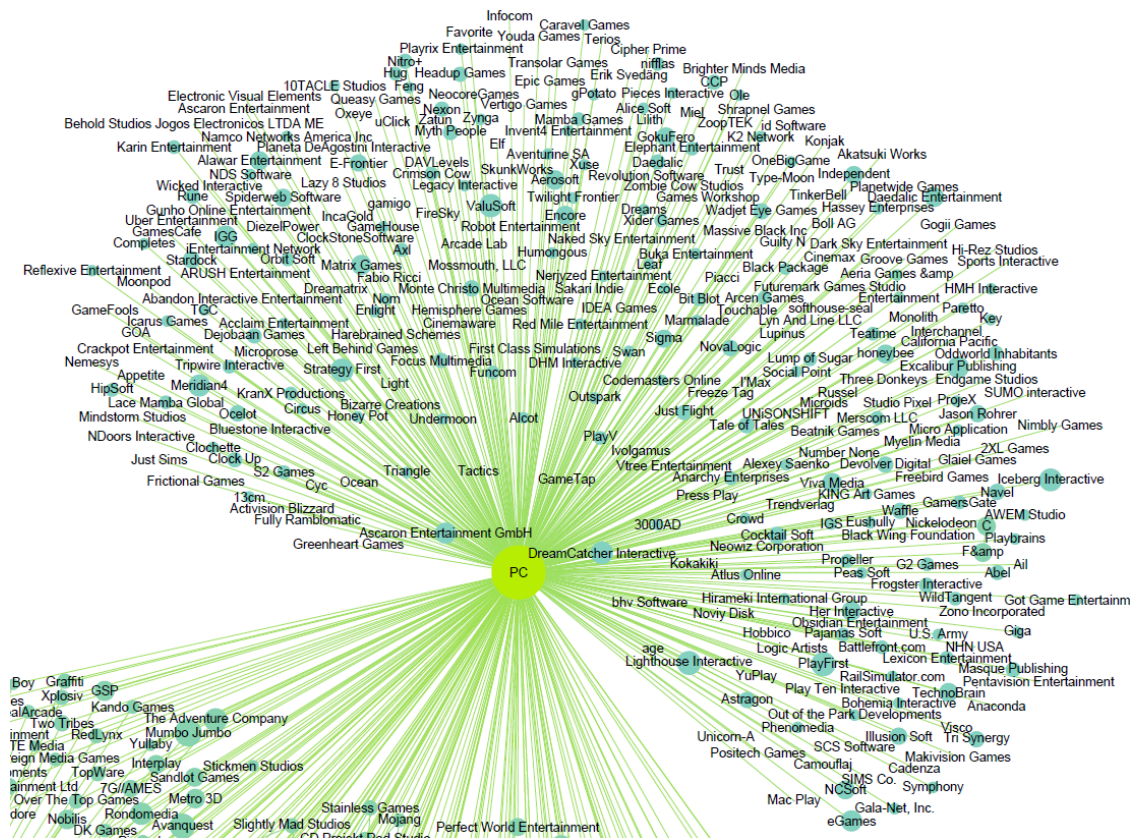 Infocom
Favorite
Youda Games
Caravel Games
Terios
Playrix Entertainment
Cipher Prime
Nitro+
Transolar Games
nifflas
Hug
Headup Games
Erik Svedäng
Brighter Minds Media
10TACLE Studios
Feng
Epic Games
gPotato
Pieces Interactive
CCP
Ole
Electronic Visual Elements
Queasy Games
NeocoreGames
Ascaron Entertainment
Oxeye
Nexon
Vertigo Games
Alice Soft
Miel
Shrapnel Games
uClick
Zatun
Zynga
Mamba Games
Lilith
ZoopTEK
id Software
Behold Studios Jogos Electronicos LTDA ME
Myth People
Invent4 Entertainment
GokuFero
K2 Network
Konjak
Namco Networks America Inc
Karin Entertainment
Planeta DeAgostini Interactive
Elf
Elephant Entertainment
Akatsuki Works
Alawar Entertainment
E-Frontier
DAVLevels
Aventurine SA
Xuse
Daedalic
OneBigGame
NDS Software
Crimson Cow
SkunkWorks
Revolution Software
Trust
Independent
Wicked Interactive
Lazy 8 Studios
Legacy Interactive
Aerosoft
Zombie Cow Studios
Type-Moon
Planetwide Games
Rune
Spiderweb Software
gamigo
ValuSoft
Twilight Frontier
Games Workshop
TinkerBell
Daedalic Entertainment
Gunho Online Entertainment
IncaGold
FireSky
Encore
Dreams
Wadjet Eye Games
Hassey Enterprises
Uber Entertainment
DiezelPower
GameHouse
Robot Entertainment
Xider Games
Massive Black Inc
Boll AG
Gogii Games
GamesCafe
IGG
ClockStoneSoftware
Naked Sky Entertainment
Guilty N
Completes
iEntertainment Network
Axl
Arcade Lab
Humongous
Buka Entertainment
Dark Sky Entertainment
Hi-Rez Studios
Stardock
Orbit Soft
Mossmouth, LLC
Leaf
Cinemax
Groove Games
Sports Interactive
Reflexive Entertainment
Matrix Games
Piacci
Black Package
Moonpod
ARUSH Entertainment
Fabio Ricci
Nerjyzed Entertainment
Aeria Games &amp
Dreamatrix
Monte Christo Multimedia
Sakari Indie
Ecole
Futuremark Games Studio
HMH Interactive
Abandon Interactive Entertainment
Nom
Ocean Software
Bit Blot
Arcen Games
Entertainment
GameFools
TGC
Enlight
Hemisphere Games
IDEA Games
Touchable
softhouse-seal
Paretto
Icarus Games
Acclaim Entertainment
Cinemaware
Red Mile Entertainment
Marmalade
Lyn And Line LLC
Monolith
Key
GOA
Dejobaan Games
Harebrained Schemes
Sigma
Lupinus
Teatime
Interchannel
Crackpot Entertainment
Microprose
Left Behind Games
First Class Simulations
Swan
NovaLogic
California Pacific
Nemesys
Tripwire Interactive
Focus Multimedia
DHM Interactive
Lump of Sugar
honeybee
Oddworld Inhabitants
Appetite
Strategy First
Funcom
Social Point
Excalibur Publishing
HipSoft
Meridian4
Light
Codemasters Online
I'Max
Three Donkeys
Endgame Studios
Lace Mamba Global
KranX Productions
Outspark
Freeze Tag
Russel
Microids
SUMO interactive
Mindstorm Studios
Ocelot
Circus
Bizarre Creations
Studio Pixel
ProjeX
Honey Pot
Undermoon
Alcot
Just Flight
UNiSONSHIFT
Merscom LLC
Jason Rohrer
NDoors Interactive
Bluestone Interactive
Tale of Tales
Beatnik Games
Micro Application
Nimbly Games
Clochette
PlayV
Myelin Media
Just Sims
Clock Up
Ivolgamus
Number None
2XL Games
Frictional Games
S2 Games
Triangle
Tactics
Vtree Entertainment
Alexey Saenko
Devolver Digital
Glaiel Games
Cyc
Ocean
GameTap
Anarchy Enterprises
Viva Media
Freebird Games
Iceberg Interactive
13cm
Press Play
KING Art Games
Navel
Activision Blizzard
Trendverlag
GamersGate
Fully Ramblomatic
3000AD
Crowd
IGS
Eushully
Waffle
AWEM Studio
Ascaron Entertainment GmbH
Cocktail Soft
Nickelodeon
C
Greenheart Games
Neowiz Corporation
Black Wing Foundation
Playbrains
DreamCatcher Interactive
F&amp
PC
Kokakiki
Propeller
G2 Games
Ail
Atlus Online
Peas Soft
Abel
Frogster Interactive
bhv Software
Hirameki International Group
WildTangent
Got Game Entertainm
Noviy Disk
Her Interactive
Zono Incorporated
Obsidian Entertainment
Hobbico
Pajamas Soft
U.S. Army
Giga
age
Logic Artists
Battlefront.com
NHN USA
Lighthouse Interactive
PlayFirst
Lexicon Entertainment
Masque Publishing
YuPlay
RailSimulator.com
Pentavision Entertainment
Boy
Graffiti
Play Ten Interactive
TechnoBrain
Xplosiv
GSP
Astragon
Bohemia Interactive
Anaconda
alArcade
Kando Games
Out of the Park Developments
Two Tribes
The Adventure Company
Phenomedia
Visco
inment
RedLynx
Mumbo Jumbo
Unicorn-A
Illusion Soft
Tri Synergy
TE Media
Yullaby
Positech Games
SCS Software
Makivision Games
eign Media Games
Interplay
Stickmen Studios
Camouflaj
Cadenza
oments
TopWare
Sandlot Games
SIMS Co.
Symphony
ainment Ltd
7G//AMES
Mac Play
NCSoft
Over The Top Games
Metro 3D
Stainless Games
Gala-Net, Inc.
dore
Nobilis
Rondomedia
Mojang
eGames
DK Games
Avanquest
Slightly Mad Studios
Perfect World Entertainment
CD Projekt Red Studio